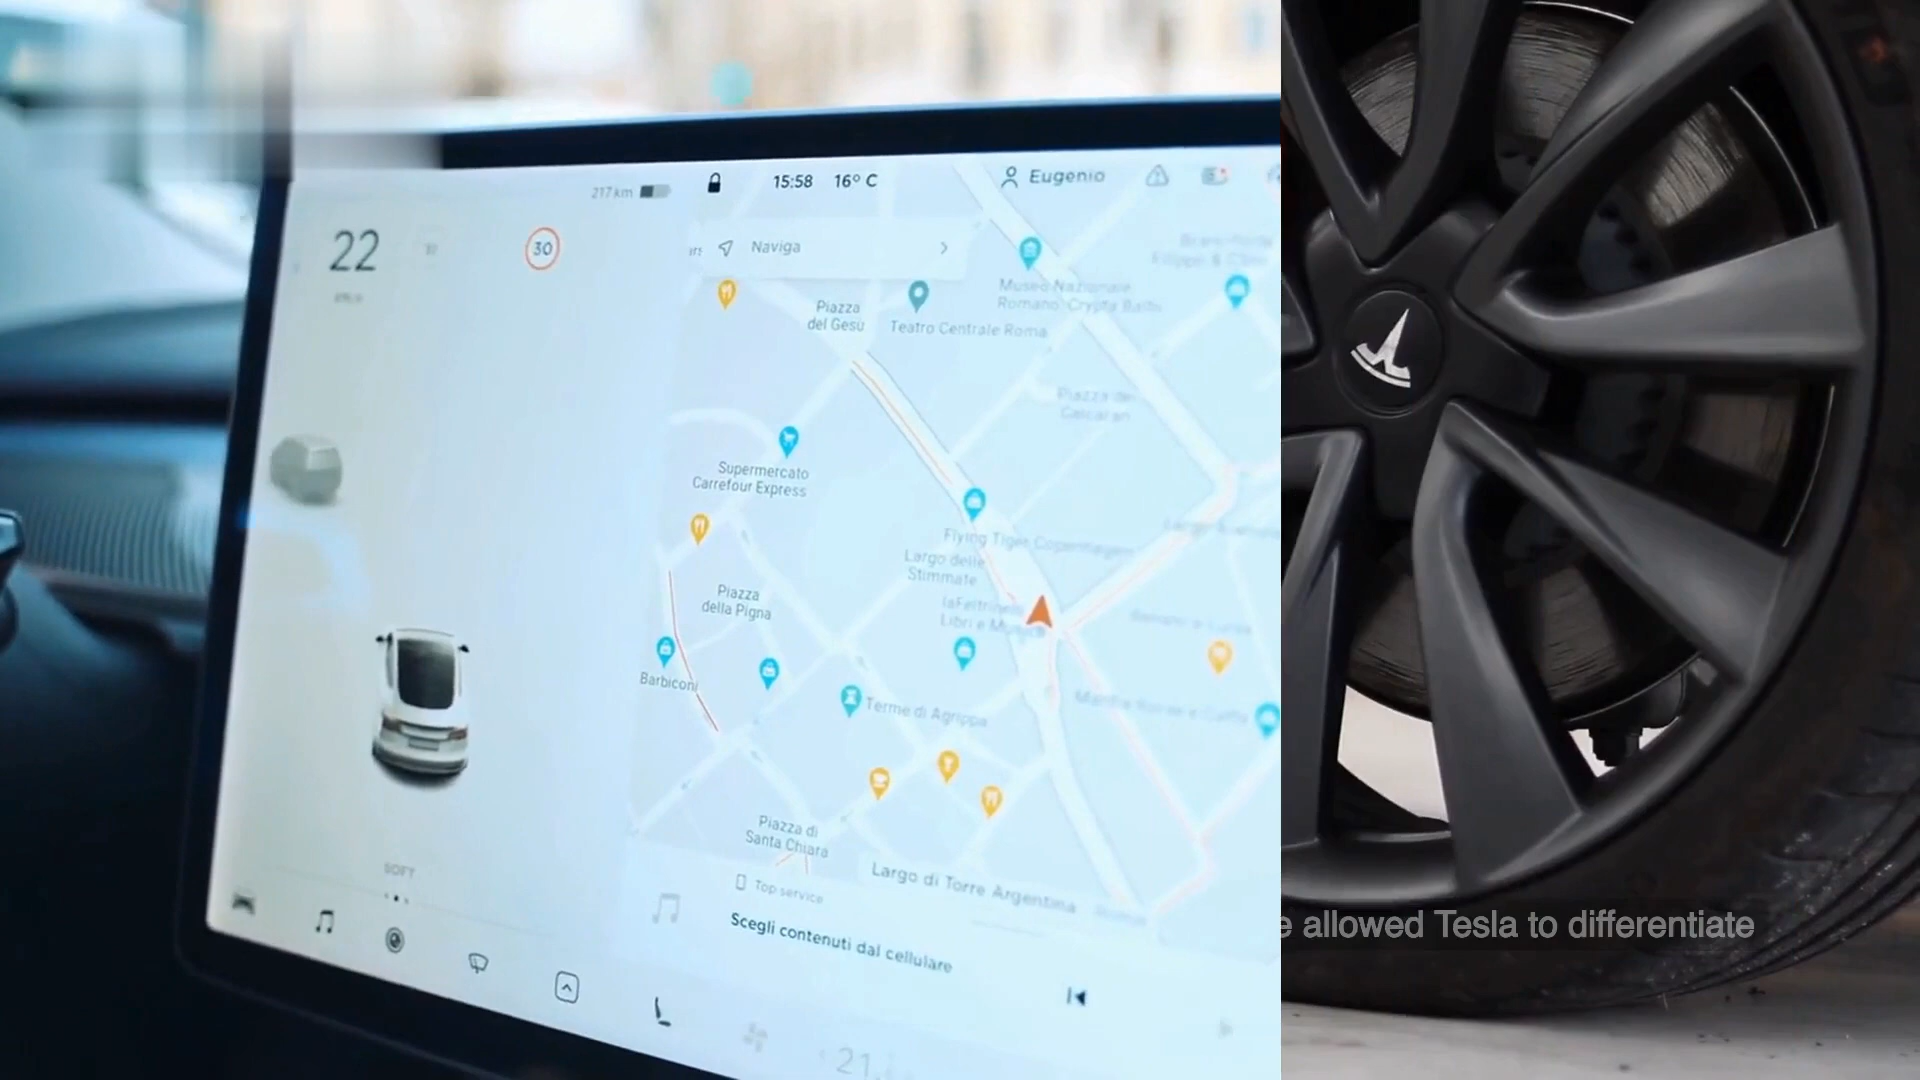 217 km
15:58 16° C
Eugenio
22
30
Naviga
Piazza
del Gesù
Teatro Centrale Roma
Museo Nazionale
Romano, Crypta Balbi
Supermercato
Carrefour Express
Flying Tiger Copenhagen
Largo delle
Stimmate
laFeltrinelli
Libri e Musica
Piazza
della Pigna
Barbiconi
Terme di Agrippa
Piazza di
Santa Chiara
Largo di Torre Argentina
SOFT
Top service
Scegli contenuti dal cellulare
21.
allowed Tesla to differentiate